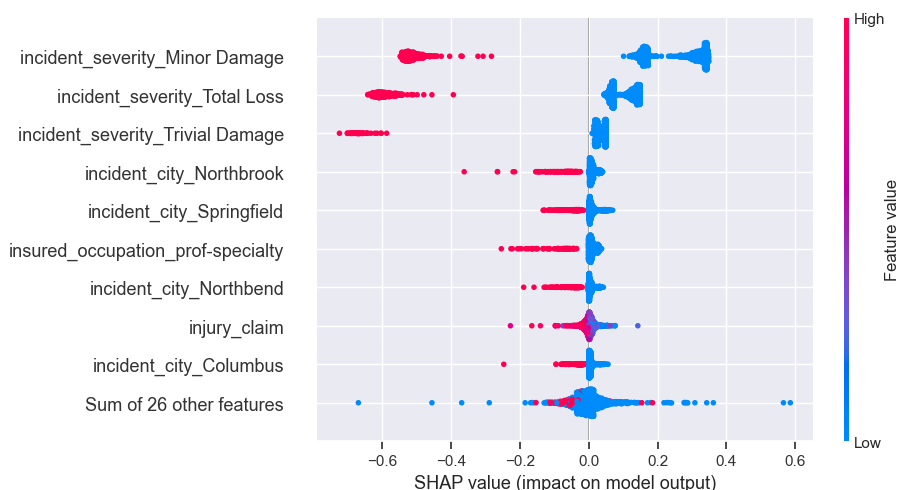 High
incident_severity_Minor Damage
incident_severity_Total Loss
incident_severity_Trivial Damage
incident_city_Northbrook
incident_city_Springfield
insured_occupation_prof-specialty
incident_city_Northbend
injury_claim
incident_city_Columbus
Sum of 26 other features
Feature value
Low
−0.6 −0.4 −0.2 0.0 0.2 0.4 0.6
SHAP value (impact on model output)